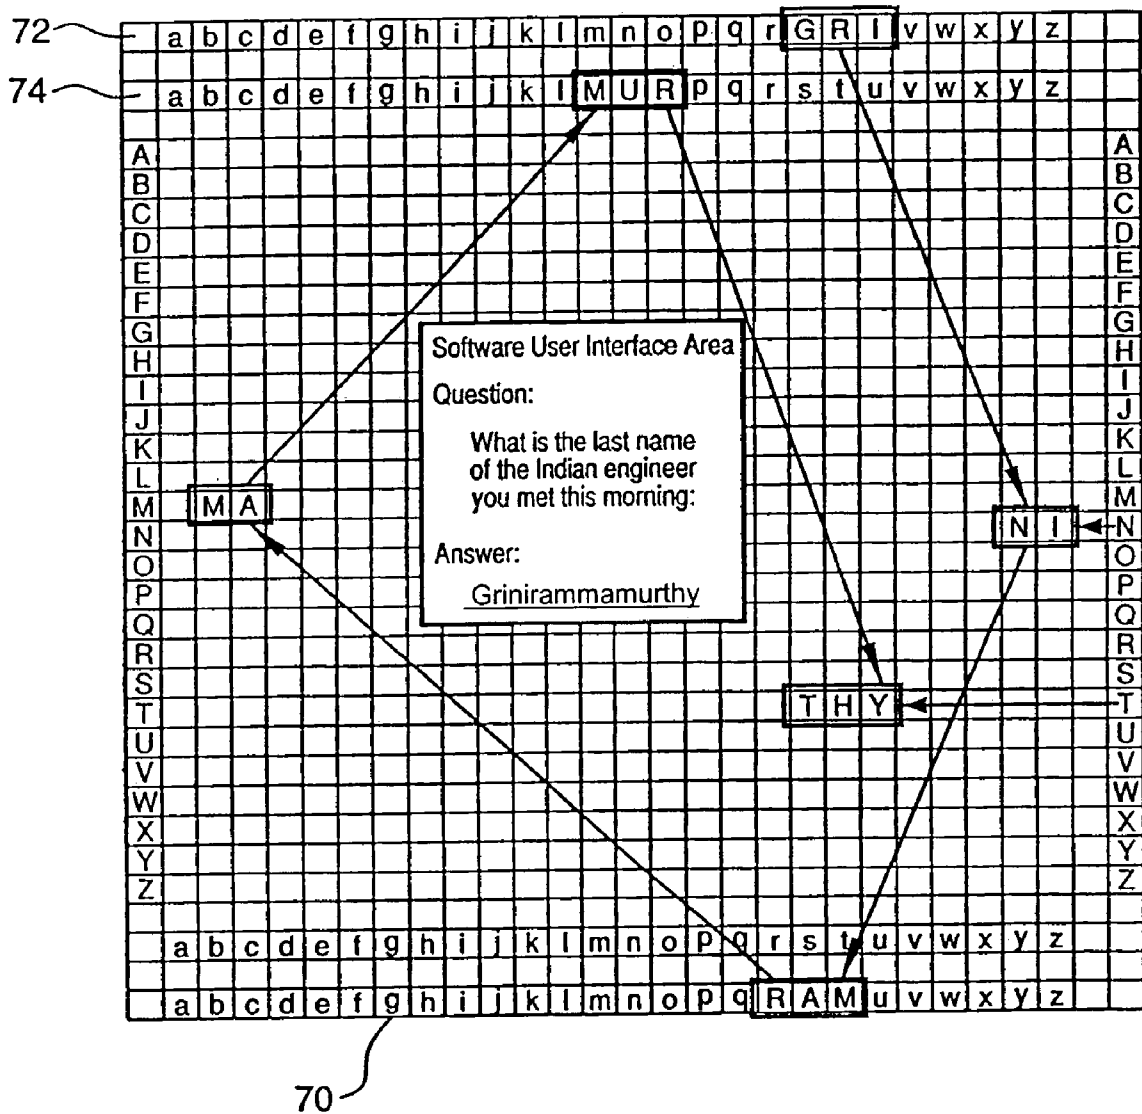 72 a b c d e f g h i j k l m n o p q r G R I v w x y z
74 a b c d e f g h i j k l M U R p q r s t u v w x y z
A A
B B
C C
D D
E E
F F
G G
H Software User Interface Area H
I I
J Question: J
K What is the last name K
L of the Indian engineer L
M M A you met this morning: M
N N I N
O Answer: O
P Grinirammamurthy P
Q Q
R R
S S
T T H Y T
U U
V V
W W
X X
Y Y
Z Z
a b c d e f g h i j k l m n o p q r s t u v w x y z
a b c d e f g h i j k l m n o p q R A M u v w x y z
70